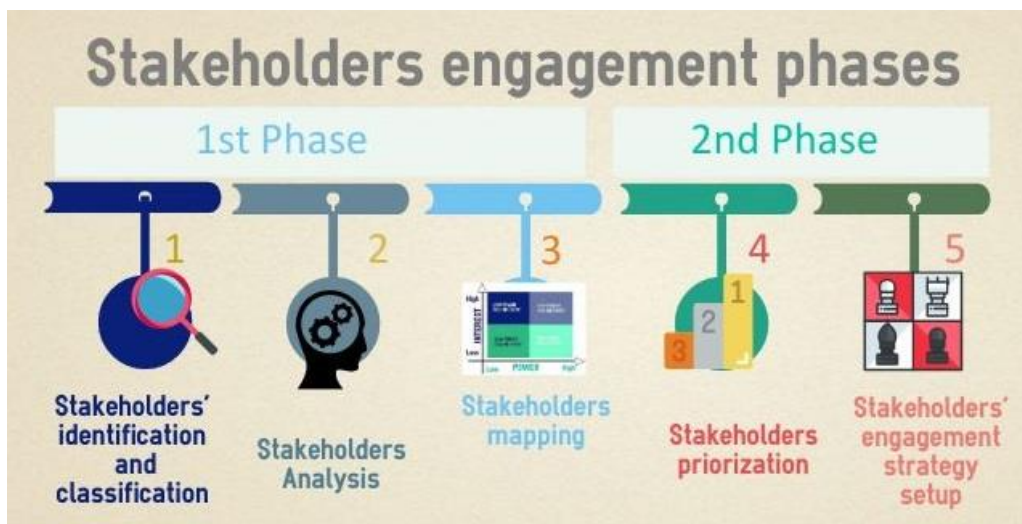 Stakeholders engagement phases
1st Phase
2nd Phase
1
2
3
4
5
High
INTEREST
Low
Low
POWER
High
1
2
3
Stakeholders'
identification
and
classification
Stakeholders
Analysis
Stakeholders
mapping
Stakeholders
priorization
Stakeholders'
engagement
strategy
setup